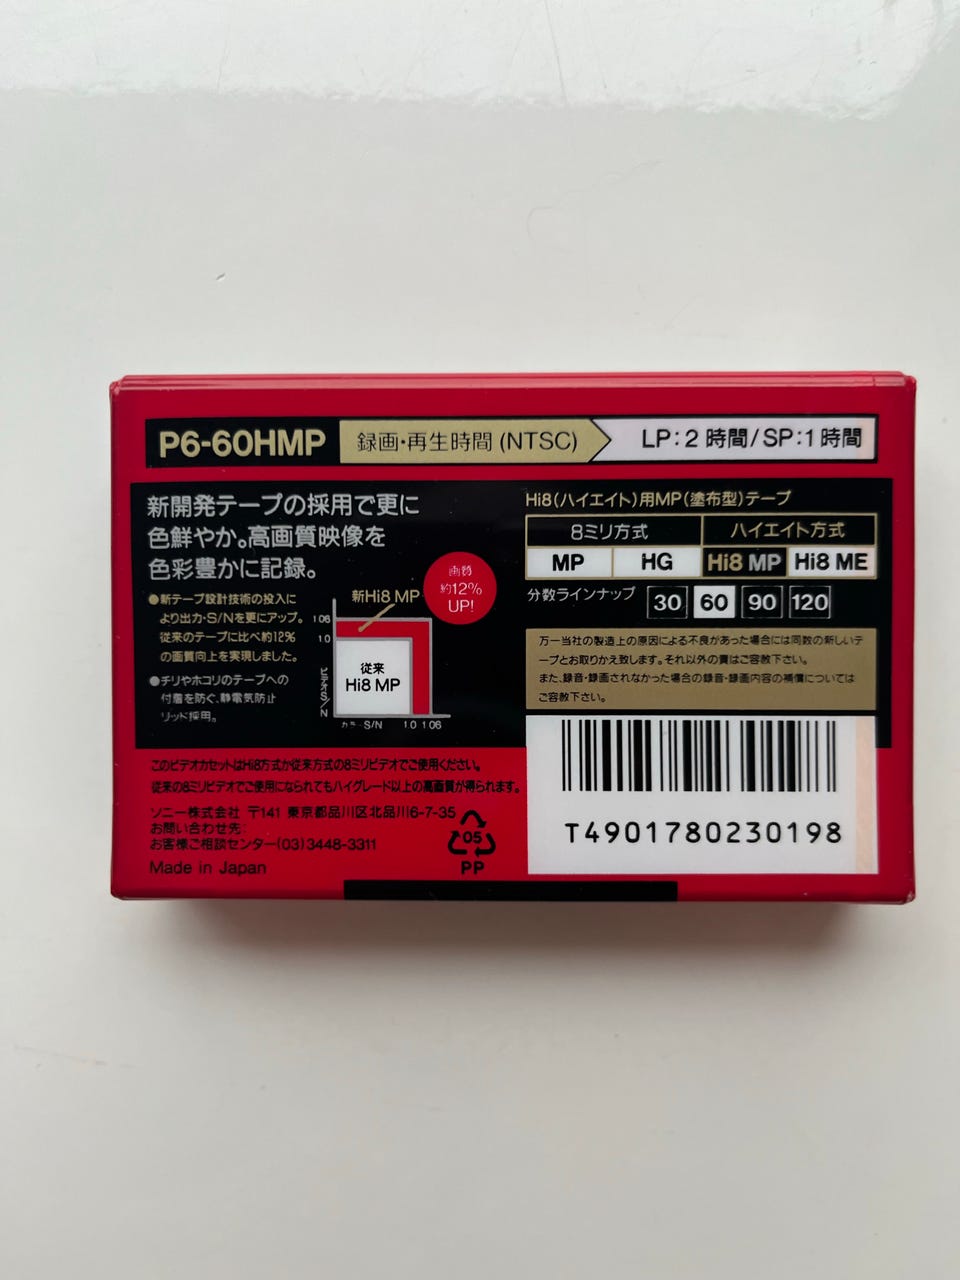 P6-60HMP 録画・再生時間 (NTSC) LP：2 時間/SP：1 時間
新開発テープの採用で更に
色鮮やか。高画質映像を
色彩豊かに記録。
●新テープ設計技術の投入に
より出力・S/Nを更にアップ。
従来のテープに比べ約12%
の画質向上を実現しました。
●チリやホコリのテープへの
付着を防ぐ、静電気防止
リッド採用。
画質
約12%
UP!
新Hi8 MP
1.06
1.0
従来
Hi8 MP
ビデオS/N
カラーS/N 1.0 1.06
Hi8（ハイエイト）用MP（塗布型）テープ
8ミリ方式 ハイエイト方式
MP HG Hi8 MP Hi8 ME
分数ラインナップ 30 60 90 120
万一当社の製造上の原因による不良があった場合には同数の新しいテ
ープとお取りかえ致します。それ以外の責はご容赦下さい。
また、録音・録画されなかった場合の録音・録画内容の補償については
ご容赦下さい。
このビデオカセットはHi8方式か従来方式の8ミリビデオでご使用ください。
従来の8ミリビデオでご使用になられてもハイグレード以上の高画質が得られます。
ソニー株式会社 〒141 東京都品川区北品川6-7-35
お問い合わせ先：
お客様ご相談センター(03)3448-3311
Made in Japan
05
PP
T4901780230198